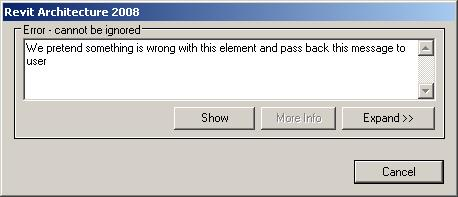 Revit Architecture 2008
Error - cannot be ignored
We pretend something is wrong with this element and pass back this message to
user
Show
More Info
Expand >>
Cancel